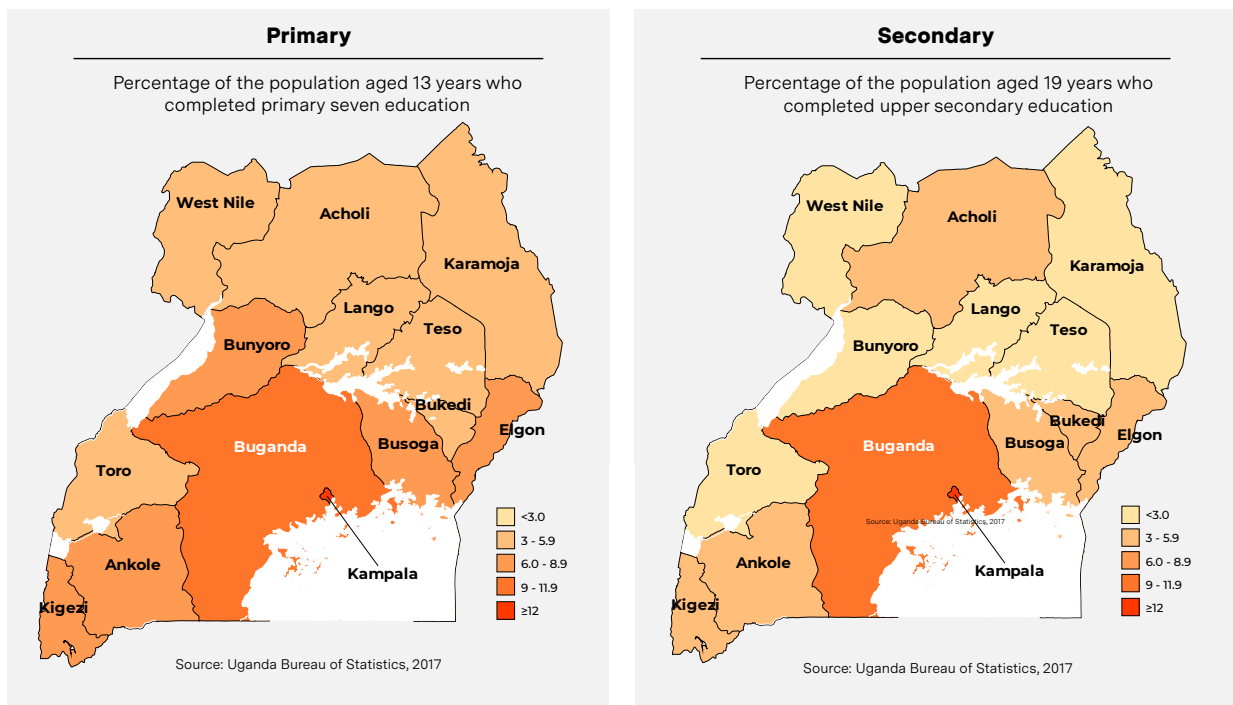 Primary
Percentage of the population aged 13 years who
completed primary seven education
West Nile
Acholi
Karamoja
Lango
Teso
Bunyoro
Bukedi
Elgon
Busoga
Buganda
Toro
Ankole
Kampala
Kigezi
<3.0
3 - 5.9
6.0 - 8.9
9 - 11.9
≥12
Source: Uganda Bureau of Statistics, 2017
Secondary
Percentage of the population aged 19 years who
completed upper secondary education
West Nile
Acholi
Karamoja
Lango
Teso
Bunyoro
Bukedi
Elgon
Busoga
Buganda
Toro
Source: Uganda Bureau of Statistics, 2017
Ankole
Kampala
Kigezi
<3.0
3 - 5.9
6.0 - 8.9
9 - 11.9
≥12
Source: Uganda Bureau of Statistics, 2017